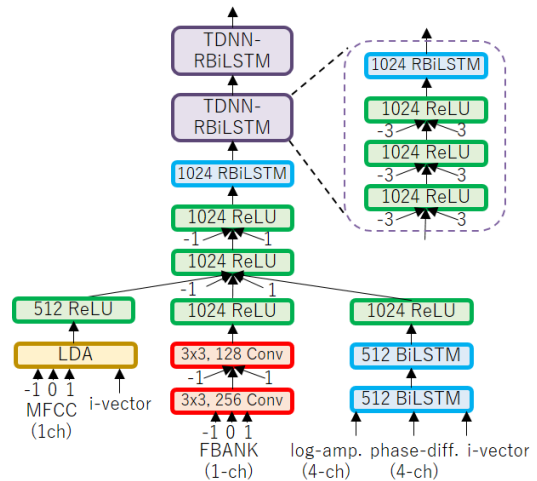 TDNN-
RBiLSTM
TDNN-
RBiLSTM
1024 RBiLSTM
1024 ReLU
-1 1
1024 ReLU
-1 1
1024 RBiLSTM
1024 ReLU
-3 3
1024 ReLU
-3 3
1024 ReLU
-3 3
512 ReLU
LDA
-1 0 1
MFCC
(1ch)
i-vector
1024 ReLU
3x3, 128 Conv
-1 1
3x3, 256 Conv
-1 0 1
FBANK
(1-ch)
1024 ReLU
512 BiLSTM
512 BiLSTM
log-amp. phase-diff. i-vector
(4-ch) (4-ch)